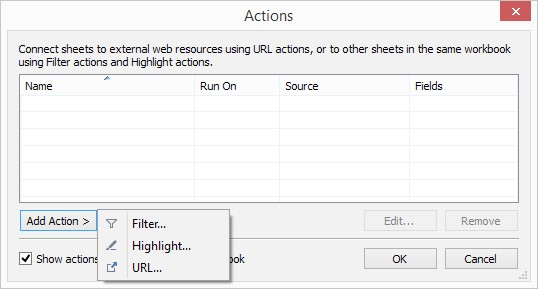 Actions
Connect sheets to external web resources using URL actions, or to other sheets in the same workbook
using Filter actions and Highlight actions.
Name Run On Source Fields
Add Action > Edit... Remove
Filter...
Highlight...
URL...
Show actions OK Cancel